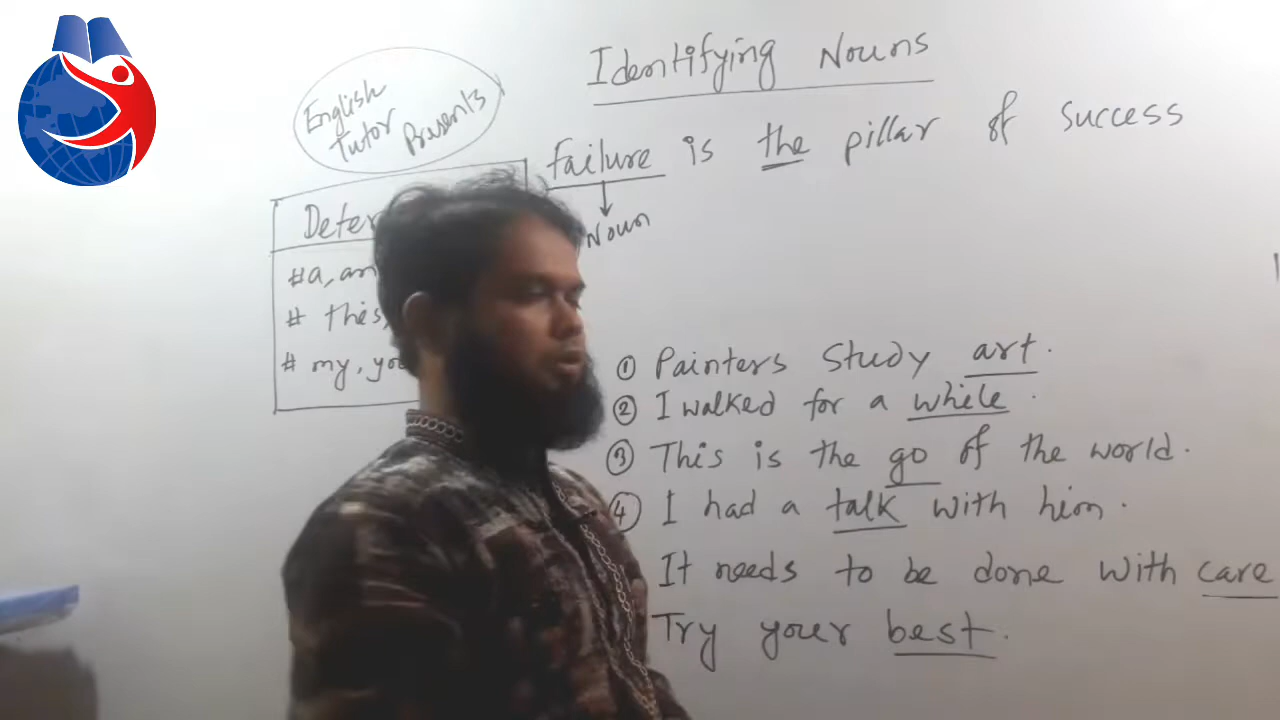 Identifying Nouns
English
Tutor
Presents
failure is the pillar of success
Noun
#a, an
# this,
# my,
① Painters study art.
② I walked for a while.
③ This is the go of the world.
④ I had a talk with him.
It needs to be done with care
Try your best.